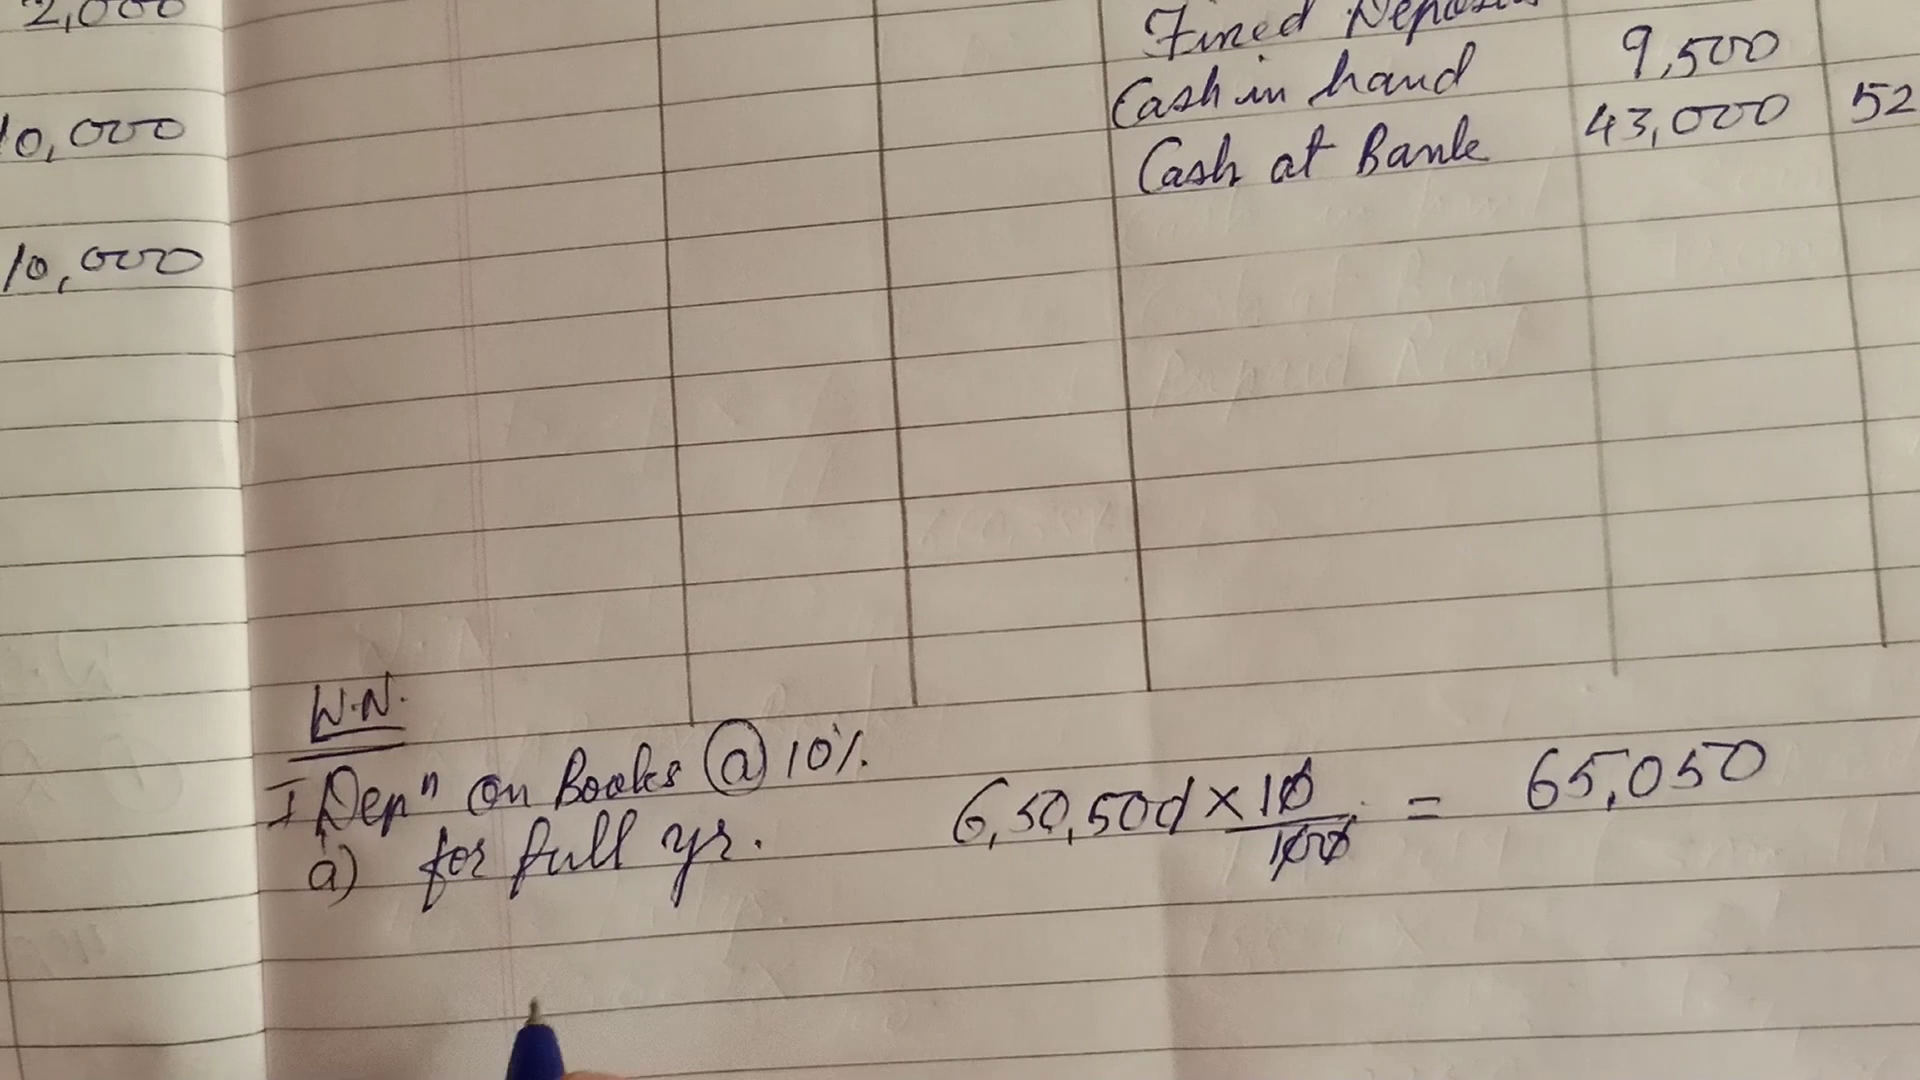 2,000
10,000
10,000
Fixed Deposits
Cash in hand 9,500
Cash at Bank 43,000 52
W.N.
I Depn on Books @ 10%.
a) for full yr. 6,50,500 × 10/100 = 65,050